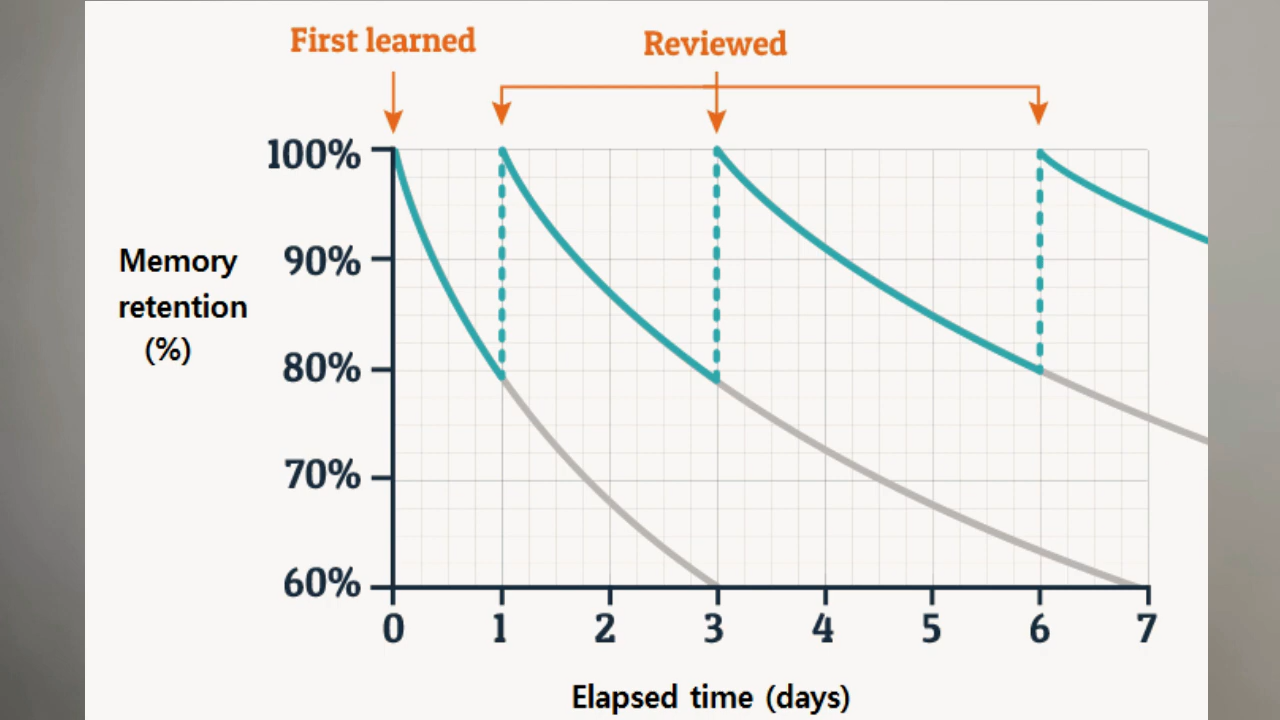 First learned
Reviewed
100%
90%
80%
70%
60%
Memory
retention
(%)
0 1 2 3 4 5 6 7
Elapsed time (days)